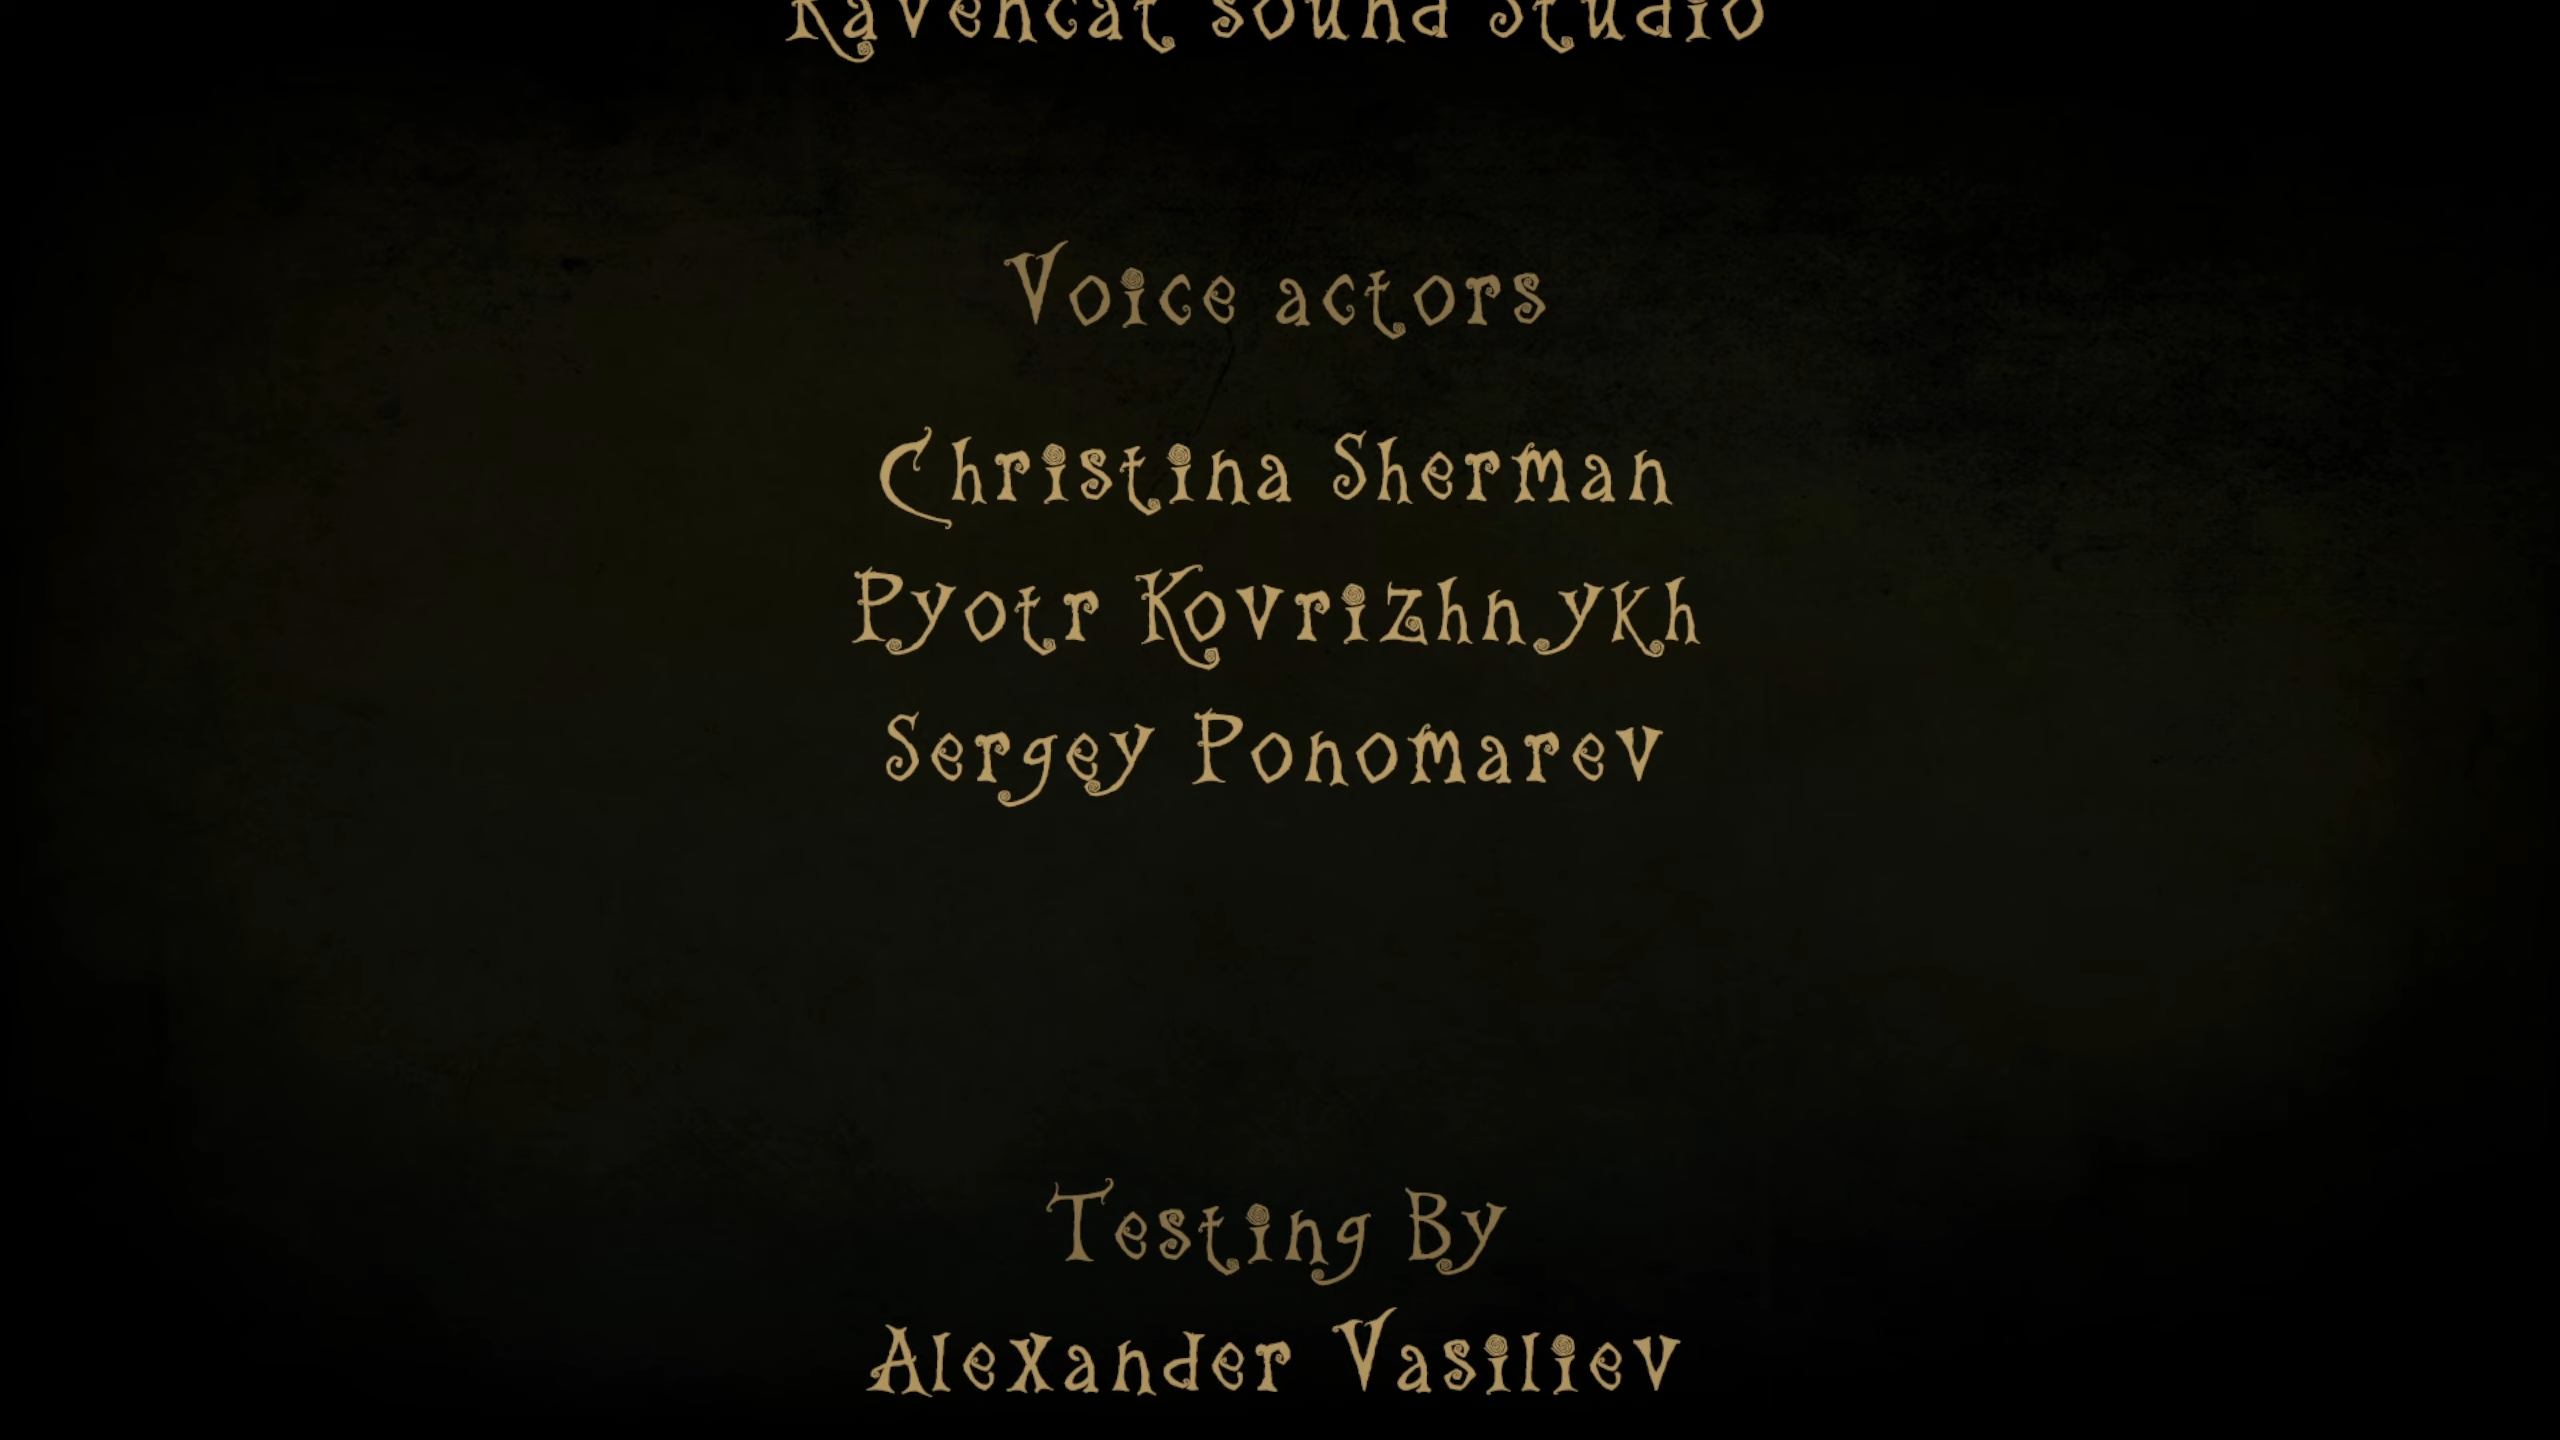 Ravencat sound studio
Voice actors
Christina Sherman
Pyotr Kovrizhnykh
Sergey Ponomarev
Testing By
Alexander Vasiliev